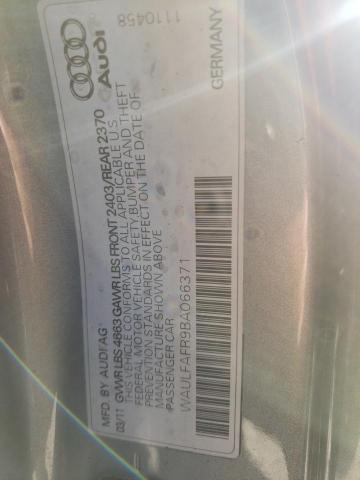 Audi
1110458
GERMANY
MFD. BY AUDI AG
03/11 GVWR LBS 4663 GAWR LBS FRONT 2403/REAR 2370
THIS VEHICLE CONFORMS TO ALL APPLICABLE U.S.
FEDERAL MOTOR VEHICLE SAFETY, BUMPER AND THEFT
PREVENTION STANDARDS IN EFFECT ON THE DATE OF
MANUFACTURE SHOWN ABOVE
PASSENGER CAR
WAULFAFR9BA066371